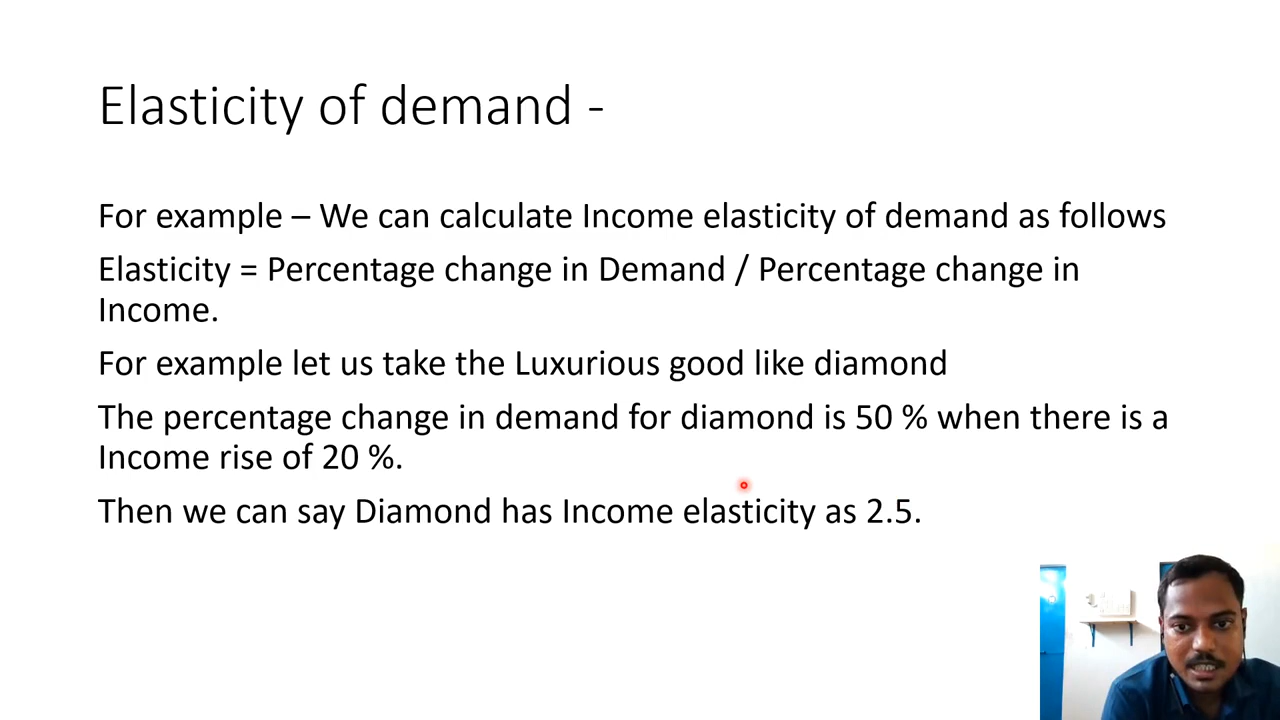 Elasticity of demand -
For example – We can calculate Income elasticity of demand as follows
Elasticity = Percentage change in Demand / Percentage change in
Income.
For example let us take the Luxurious good like diamond
The percentage change in demand for diamond is 50 % when there is a
Income rise of 20 %.
Then we can say Diamond has Income elasticity as 2.5.